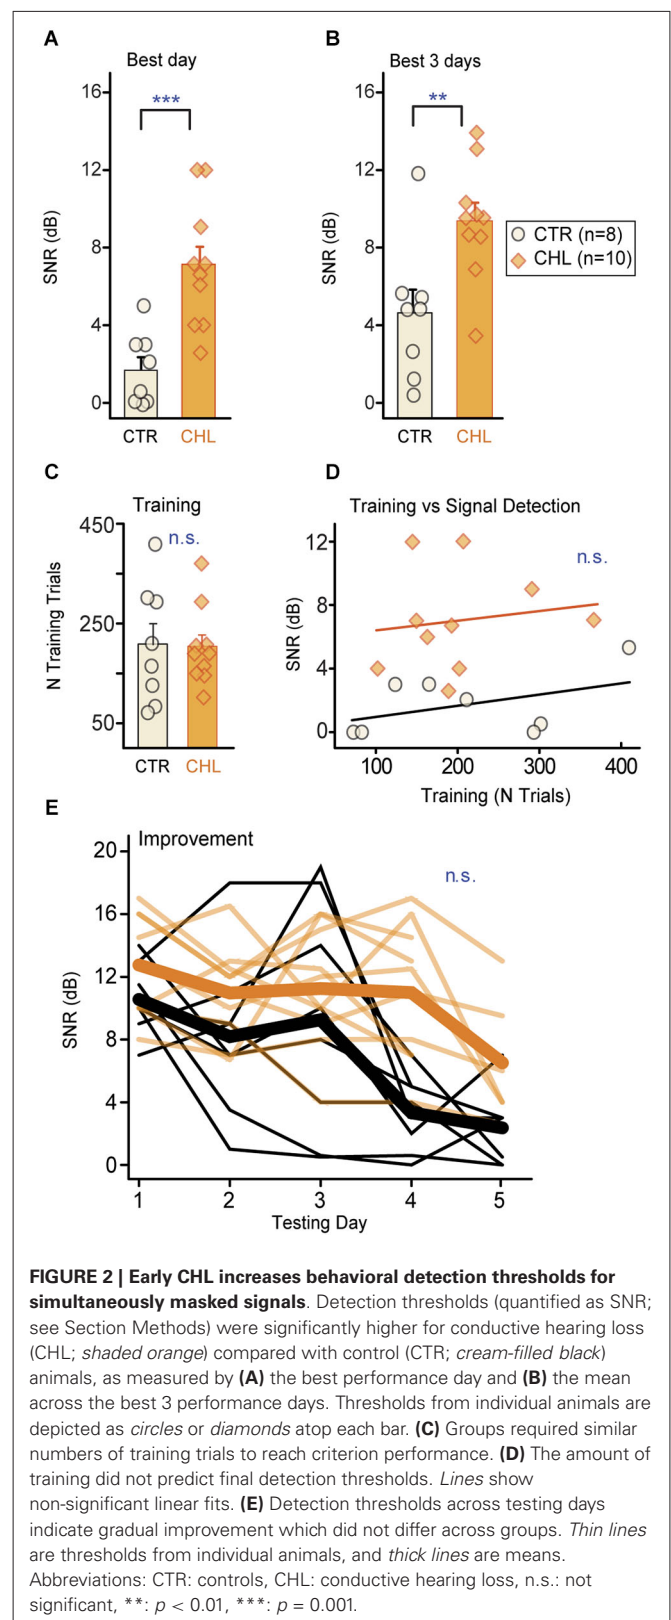 A
Best day
***
16
12
8
4
0
SNR (dB)
CTR
CHL
B
Best 3 days
**
16
12
8
4
0
SNR (dB)
CTR
CHL
CTR (n=8)
CHL (n=10)
C
Training
n.s.
450
250
50
N Training Trials
CTR
CHL
D
Training vs Signal Detection
n.s.
12
8
4
0
SNR (dB)
100
200
300
400
Training (N Trials)
E
Improvement
n.s.
20
16
12
8
4
0
SNR (dB)
1
2
3
4
5
Testing Day
FIGURE 2 | Early CHL increases behavioral detection thresholds for
simultaneously masked signals. Detection thresholds (quantified as SNR;
see Section Methods) were significantly higher for conductive hearing loss
(CHL; shaded orange) compared with control (CTR; cream-filled black)
animals, as measured by (A) the best performance day and (B) the mean
across the best 3 performance days. Thresholds from individual animals are
depicted as circles or diamonds atop each bar. (C) Groups required similar
numbers of training trials to reach criterion performance. (D) The amount of
training did not predict final detection thresholds. Lines show
non-significant linear fits. (E) Detection thresholds across testing days
indicate gradual improvement which did not differ across groups. Thin lines
are thresholds from individual animals, and thick lines are means.
Abbreviations: CTR: controls, CHL: conductive hearing loss, n.s.: not
significant, **: p < 0.01, ***: p = 0.001.